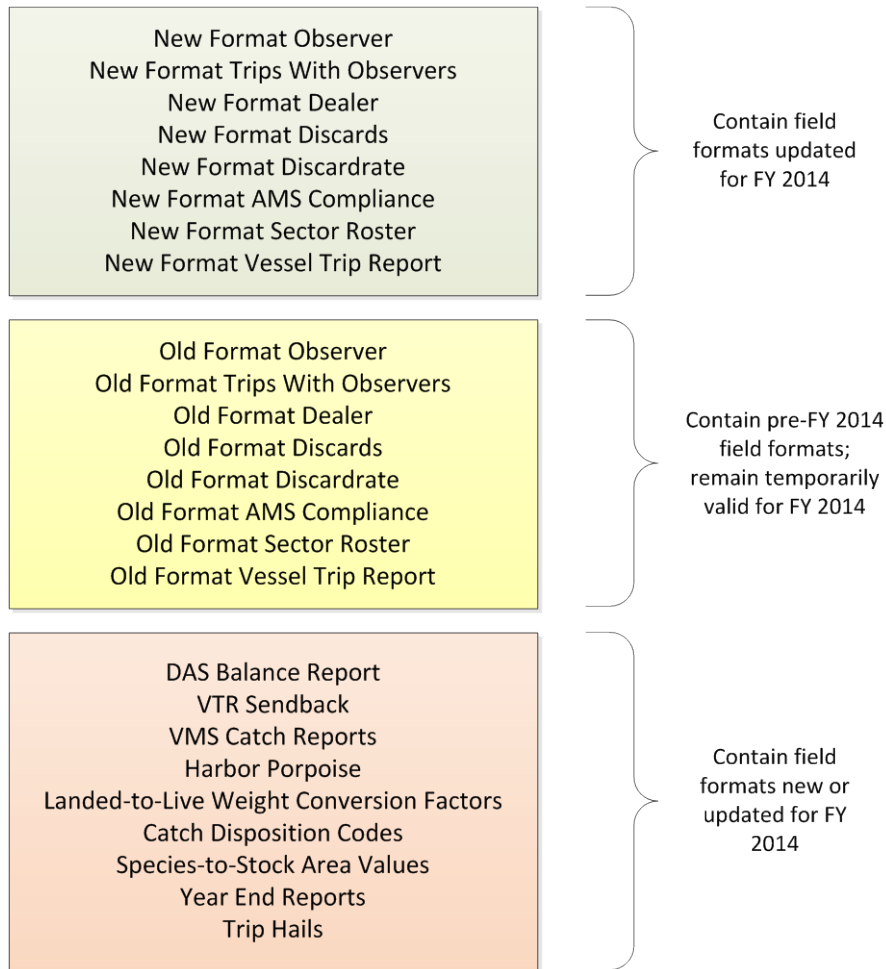 New Format Observer
New Format Trips With Observers
New Format Dealer
New Format Discards
New Format Discardrate
New Format AMS Compliance
New Format Sector Roster
New Format Vessel Trip Report
Contain field
formats updated
for FY 2014
Old Format Observer
Old Format Trips With Observers
Old Format Dealer
Old Format Discards
Old Format Discardrate
Old Format AMS Compliance
Old Format Sector Roster
Old Format Vessel Trip Report
Contain pre-FY 2014
field formats;
remain temporarily
valid for FY 2014
DAS Balance Report
VTR Sendback
VMS Catch Reports
Harbor Porpoise
Landed-to-Live Weight Conversion Factors
Catch Disposition Codes
Species-to-Stock Area Values
Year End Reports
Trip Hails
Contain field
formats new or
updated for FY
2014